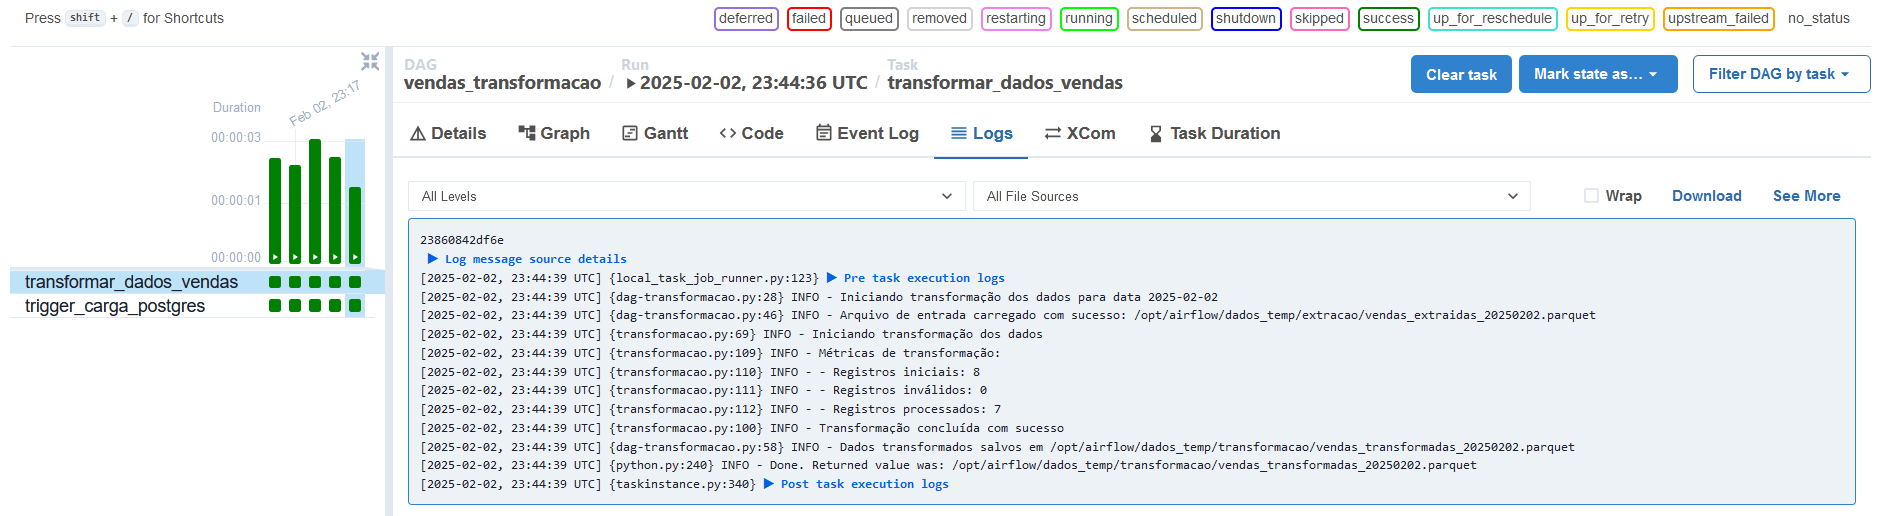 Press shift + / for Shortcuts
deferred failed queued removed restarting running scheduled shutdown skipped success up_for_reschedule up_for_retry upstream_failed no_status
DAG Run Task
vendas_transformacao / 2025-02-02, 23:44:36 UTC / transformar_dados_vendas
Clear task Mark state as... Filter DAG by task
Feb 02, 23:17
Duration
00:00:03
00:00:01
00:00:00
transformar_dados_vendas
trigger_carga_postgres
Details Graph Gantt Code Event Log Logs XCom Task Duration
All Levels All File Sources Wrap Download See More
23860842df6e
Log message source details
[2025-02-02, 23:44:39 UTC] {local_task_job_runner.py:123} Pre task execution logs
[2025-02-02, 23:44:39 UTC] {dag-transformacao.py:28} INFO - Iniciando transformação dos dados para data 2025-02-02
[2025-02-02, 23:44:39 UTC] {dag-transformacao.py:46} INFO - Arquivo de entrada carregado com sucesso: /opt/airflow/dados_temp/extracao/vendas_extraidas_20250202.parquet
[2025-02-02, 23:44:39 UTC] {transformacao.py:69} INFO - Iniciando transformação dos dados
[2025-02-02, 23:44:39 UTC] {transformacao.py:109} INFO - Métricas de transformação:
[2025-02-02, 23:44:39 UTC] {transformacao.py:110} INFO - - Registros iniciais: 8
[2025-02-02, 23:44:39 UTC] {transformacao.py:111} INFO - - Registros inválidos: 0
[2025-02-02, 23:44:39 UTC] {transformacao.py:112} INFO - - Registros processados: 7
[2025-02-02, 23:44:39 UTC] {transformacao.py:100} INFO - Transformação concluída com sucesso
[2025-02-02, 23:44:39 UTC] {dag-transformacao.py:58} INFO - Dados transformados salvos em /opt/airflow/dados_temp/transformacao/vendas_transformadas_20250202.parquet
[2025-02-02, 23:44:39 UTC] {python.py:240} INFO - Done. Returned value was: /opt/airflow/dados_temp/transformacao/vendas_transformadas_20250202.parquet
[2025-02-02, 23:44:39 UTC] {taskinstance.py:340} Post task execution logs